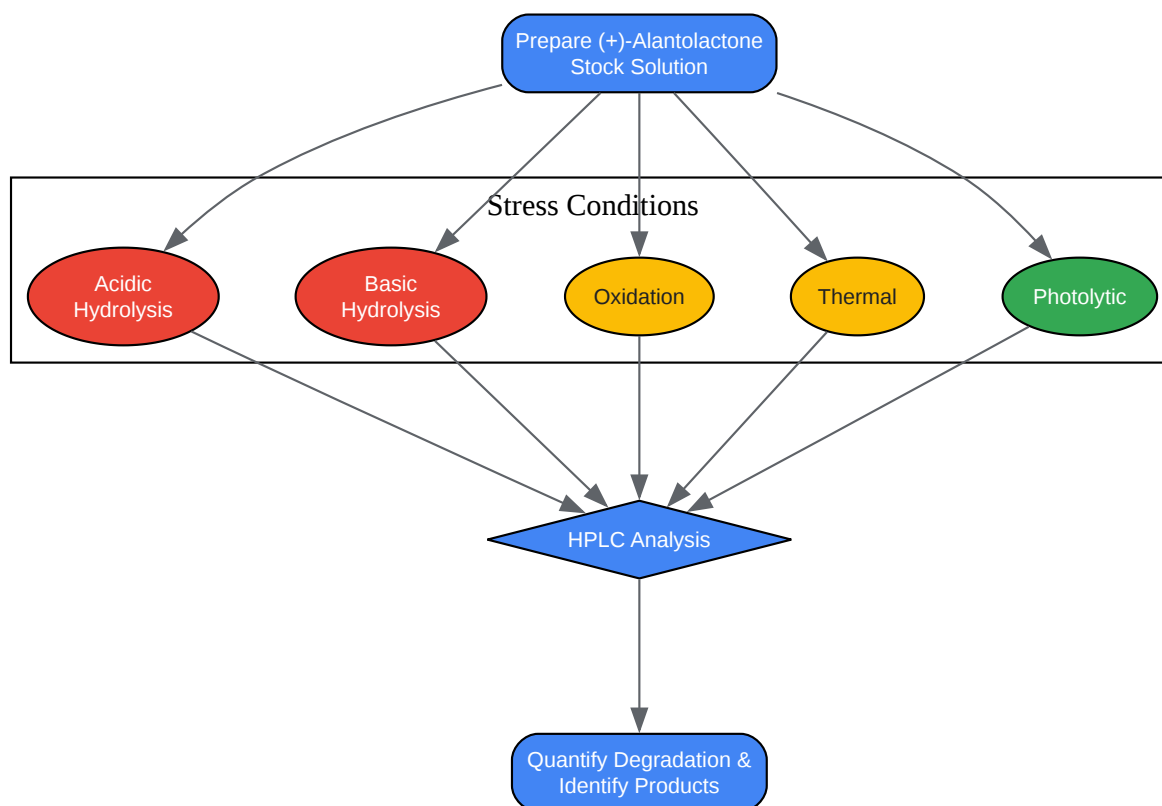 Prepare (+)-Alantolactone
Stock Solution
Stress Conditions
Acidic
Hydrolysis
Basic
Hydrolysis
Oxidation
Thermal
Photolytic
HPLC Analysis
Quantify Degradation &
Identify Products